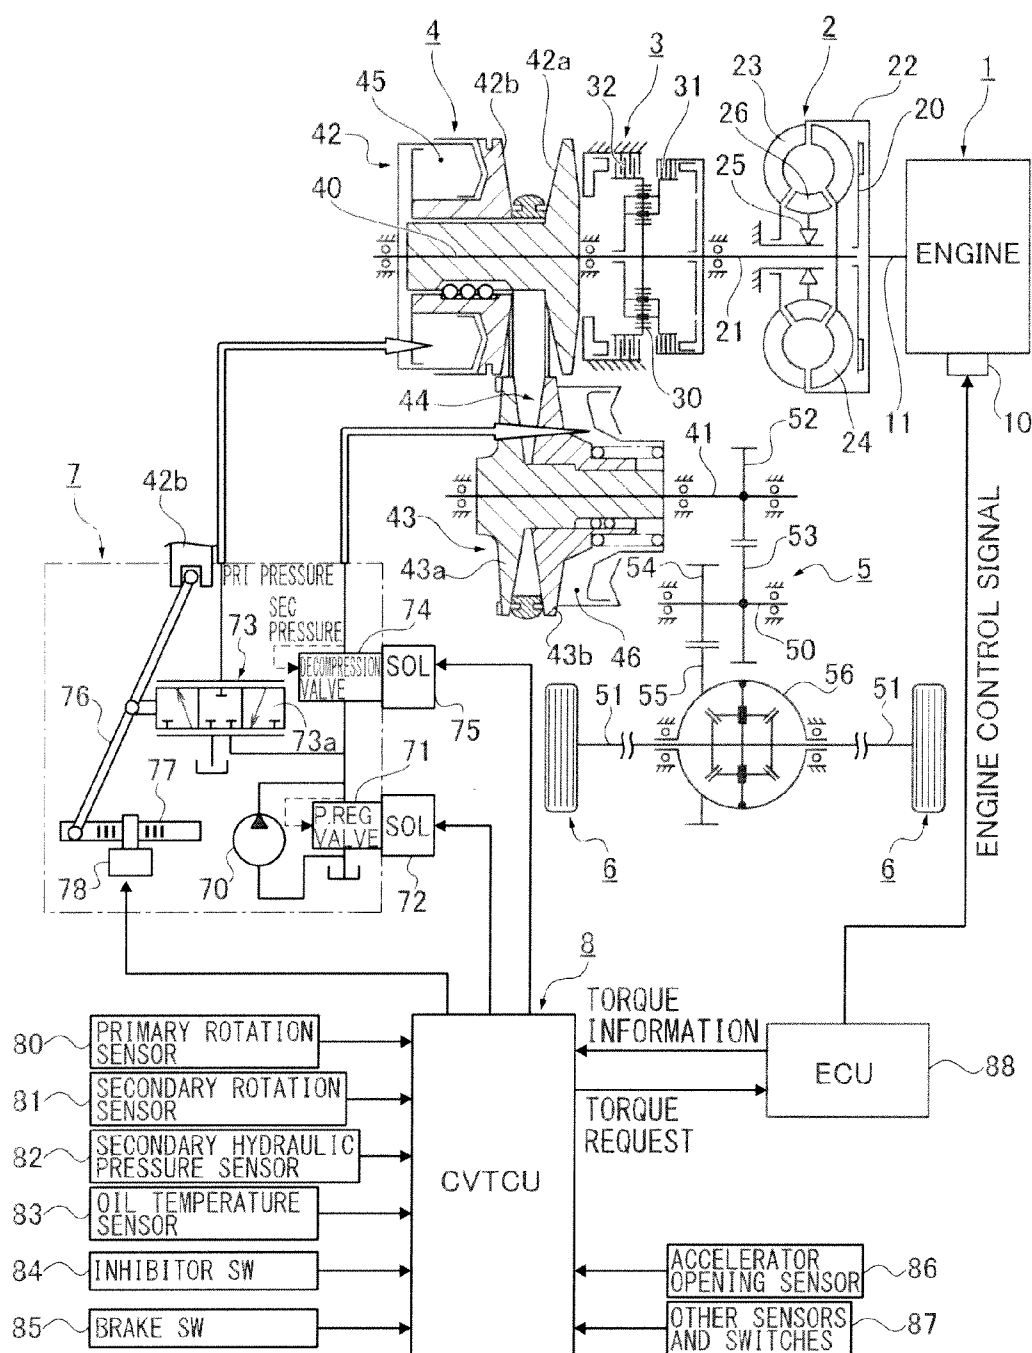 4
42a
42b
45
42
40
3
32
31
2
23
22
26
20
25
1
ENGINE
21
30
24
11
10
44
52
41
7
42b
43
43a
53
54
5
PRI PRESSURE
SEC
PRESSURE
74
73
DECOMPRESSION
VALVE
SOL
43b
46
50
55
56
76
73a
75
51
51
71
77
P.REG
VALVE
SOL
78
70
72
6
6
ENGINE CONTROL SIGNAL
8
TORQUE
INFORMATION
80
PRIMARY ROTATION
SENSOR
ECU
88
81
SECONDARY ROTATION
SENSOR
TORQUE
REQUEST
82
SECONDARY HYDRAULIC
PRESSURE SENSOR
CVTCU
83
OIL TEMPERATURE
SENSOR
84
INHIBITOR SW
ACCELERATOR
OPENING SENSOR
86
85
BRAKE SW
OTHER SENSORS
AND SWITCHES
87